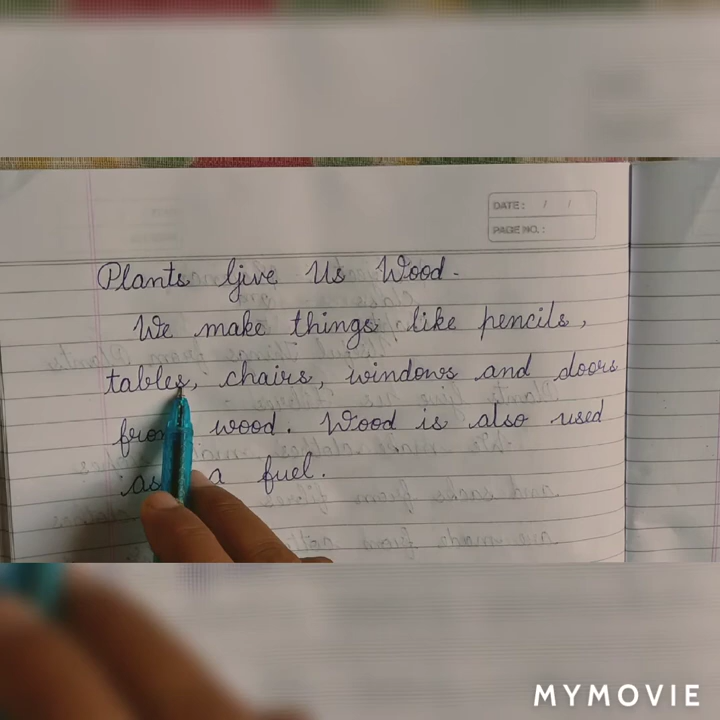 DATE: / /
PAGE NO.:
Plants Give Us Wood.
We make things like pencils,
tables, chairs, windows and doors
from wood. Wood is also used
as a fuel.
MYMOVIE